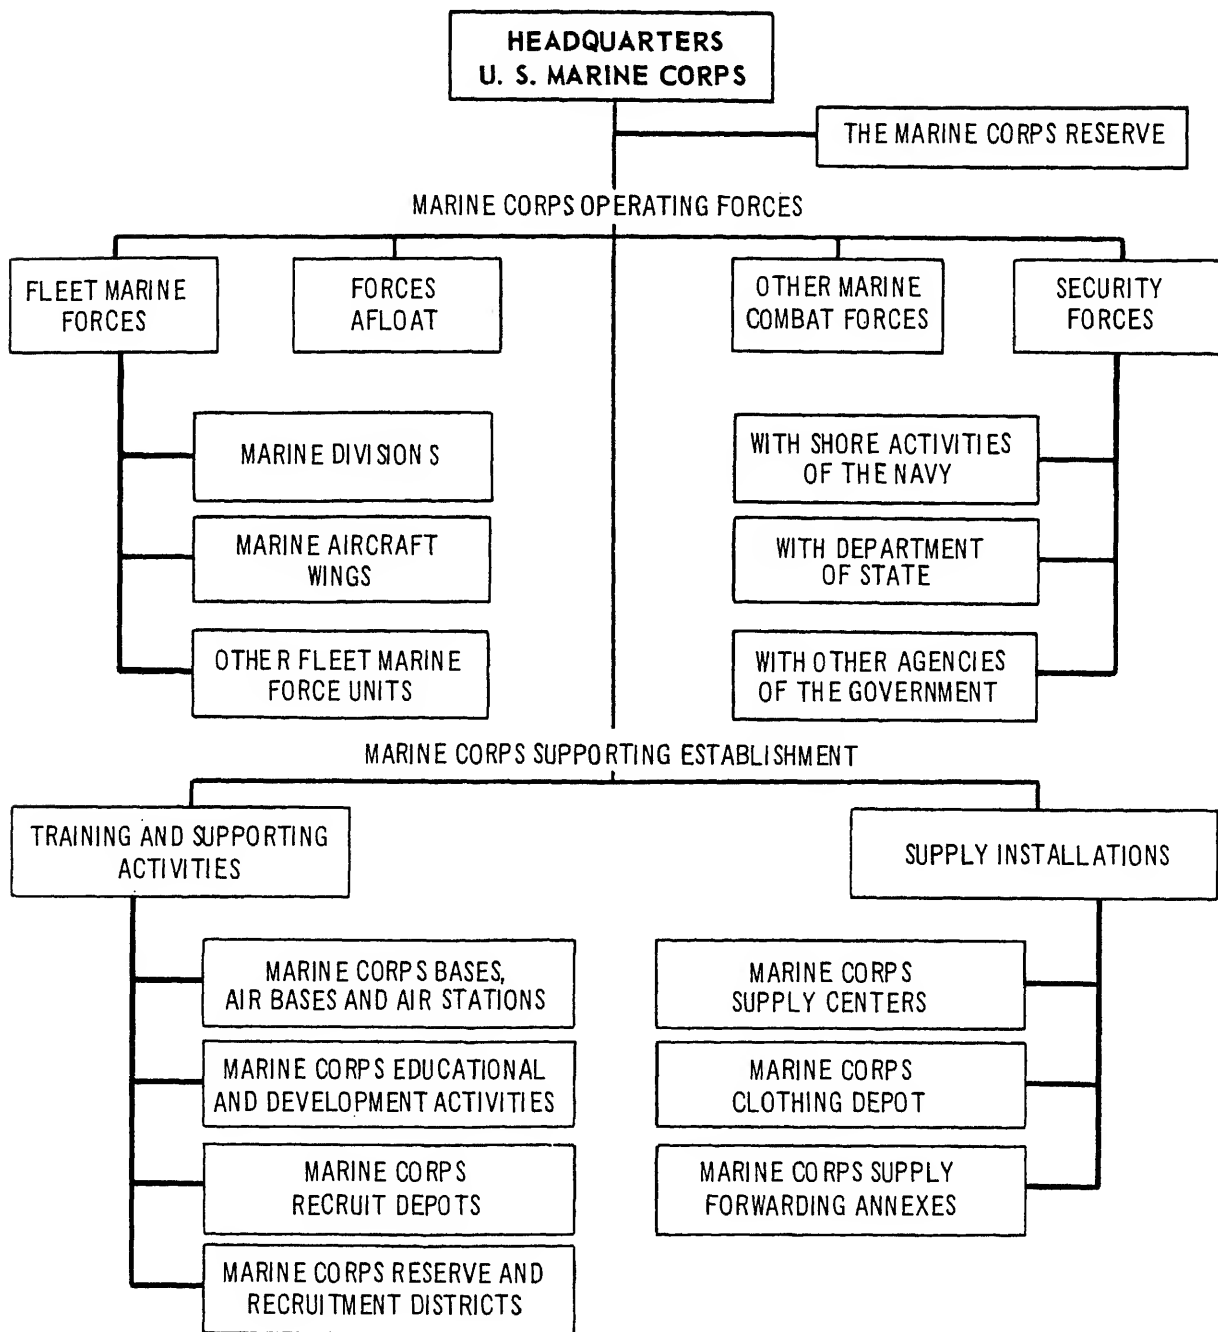 HEADQUARTERS
U. S. MARINE CORPS
THE MARINE CORPS RESERVE
MARINE CORPS OPERATING FORCES
FLEET MARINE
FORCES
FORCES
AFLOAT
OTHER MARINE
COMBAT FORCES
SECURITY
FORCES
MARINE DIVISIONS
MARINE AIRCRAFT
WINGS
OTHER FLEET MARINE
FORCE UNITS
WITH SHORE ACTIVITIES
OF THE NAVY
WITH DEPARTMENT
OF STATE
WITH OTHER AGENCIES
OF THE GOVERNMENT
MARINE CORPS SUPPORTING ESTABLISHMENT
TRAINING AND SUPPORTING
ACTIVITIES
SUPPLY INSTALLATIONS
MARINE CORPS BASES,
AIR BASES AND AIR STATIONS
MARINE CORPS EDUCATIONAL
AND DEVELOPMENT ACTIVITIES
MARINE CORPS
RECRUIT DEPOTS
MARINE CORPS RESERVE AND
RECRUITMENT DISTRICTS
MARINE CORPS
SUPPLY CENTERS
MARINE CORPS
CLOTHING DEPOT
MARINE CORPS SUPPLY
FORWARDING ANNEXES